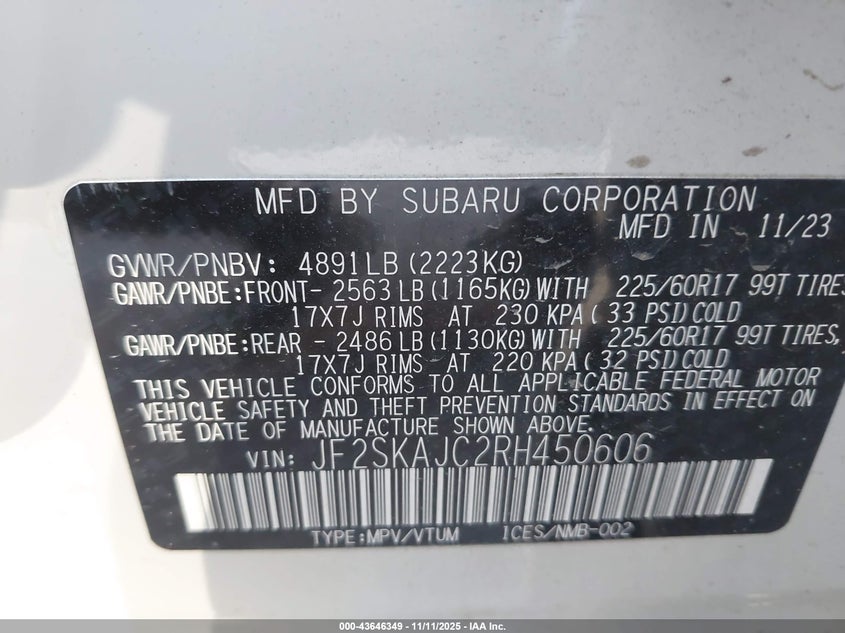 MFD BY SUBARU CORPORATION
MFD IN 11/23
GVWR/PNBV: 4891LB (2223KG)
GAWR/PNBE:FRONT- 2563LB(1165KG)WITH 225/60R17 99T TIRES
17X7J RIMS AT 230 KPA( 33 PSI)COLD
GAWR/PNBE:REAR - 2486LB(1130KG)WITH 225/60R17 99T TIRES,
17X7J RIMS AT 220 KPA( 32 PSI)COLD
THIS VEHICLE CONFORMS TO ALL APPLICABLE FEDERAL MOTOR
VEHICLE SAFETY AND THEFT PREVENTION STANDARDS IN EFFECT ON
THE DATE OF MANUFACTURE SHOWN ABOVE.
VIN: JF2SKAJC2RH450606
TYPE:MPV/VTUM ICES/NMB-002
000-43646349 - 11/11/2025 - IAA Inc.